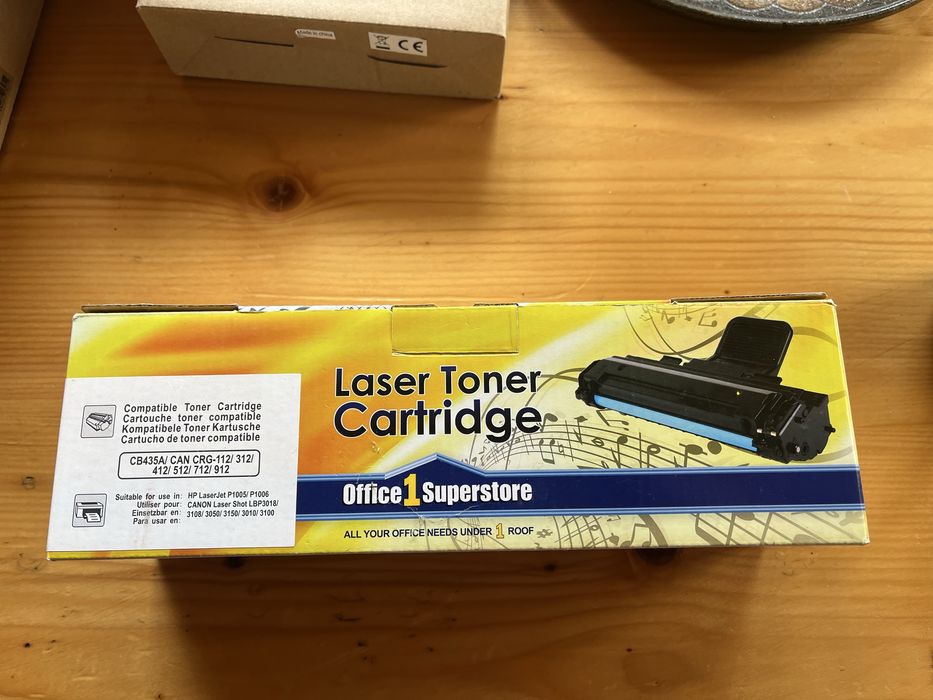 Made in china
CE
Laser Toner
Cartridge
Compatible Toner Cartridge
Cartouche toner compatible
Kompatibele Toner Kartusche
Cartucho de toner compatible
CB435A/ CAN CRG-112/ 312/
412/ 512/ 712/ 912
Suitable for use in: HP LaserJet P1005/ P1006
Utiliser pour: CANON Laser Shot LBP3018/
Einsetzbar en: 3108/ 3050/ 3150/ 3010/ 3100
Para usar en:
Office 1 Superstore
ALL YOUR OFFICE NEEDS UNDER 1 ROOF